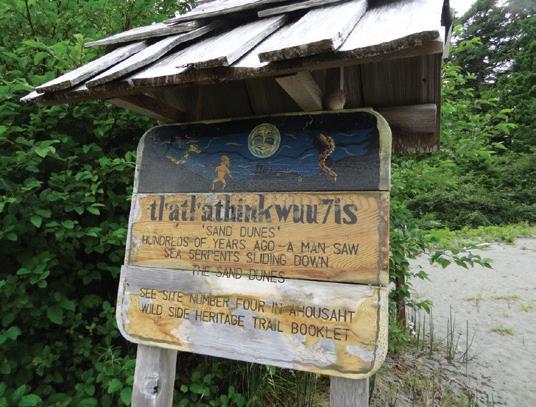 tl'atl'athinkwuu7is
'SAND DUNES'
HUNDREDS OF YEARS AGO-A MAN SAW
SEA SERPENTS SLIDING DOWN
THE SAND DUNES
SEE SITE NUMBER FOUR IN AHOUSAHT
WILD SIDE HERITAGE TRAIL BOOKLET